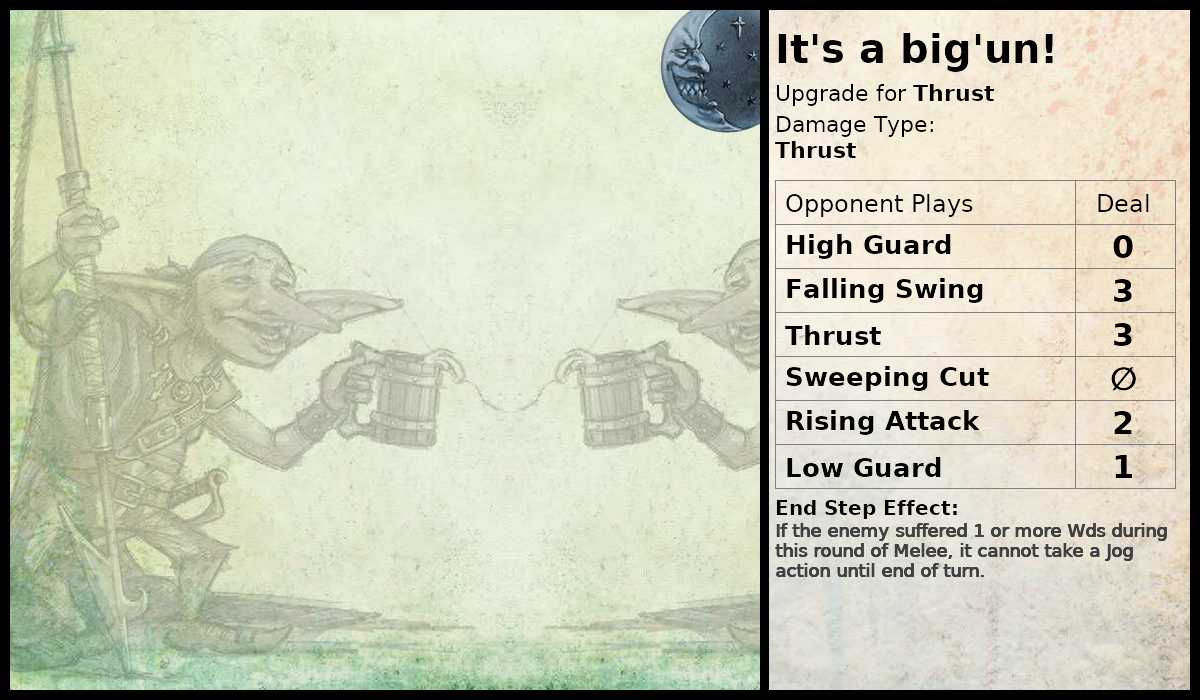 It's a big'un!
Upgrade for Thrust
Damage Type:
Thrust
Opponent Plays Deal
High Guard 0
Falling Swing 3
Thrust 3
Sweeping Cut ∅
Rising Attack 2
Low Guard 1
End Step Effect:
If the enemy suffered 1 or more Wds during
this round of Melee, it cannot take a Jog
action until end of turn.